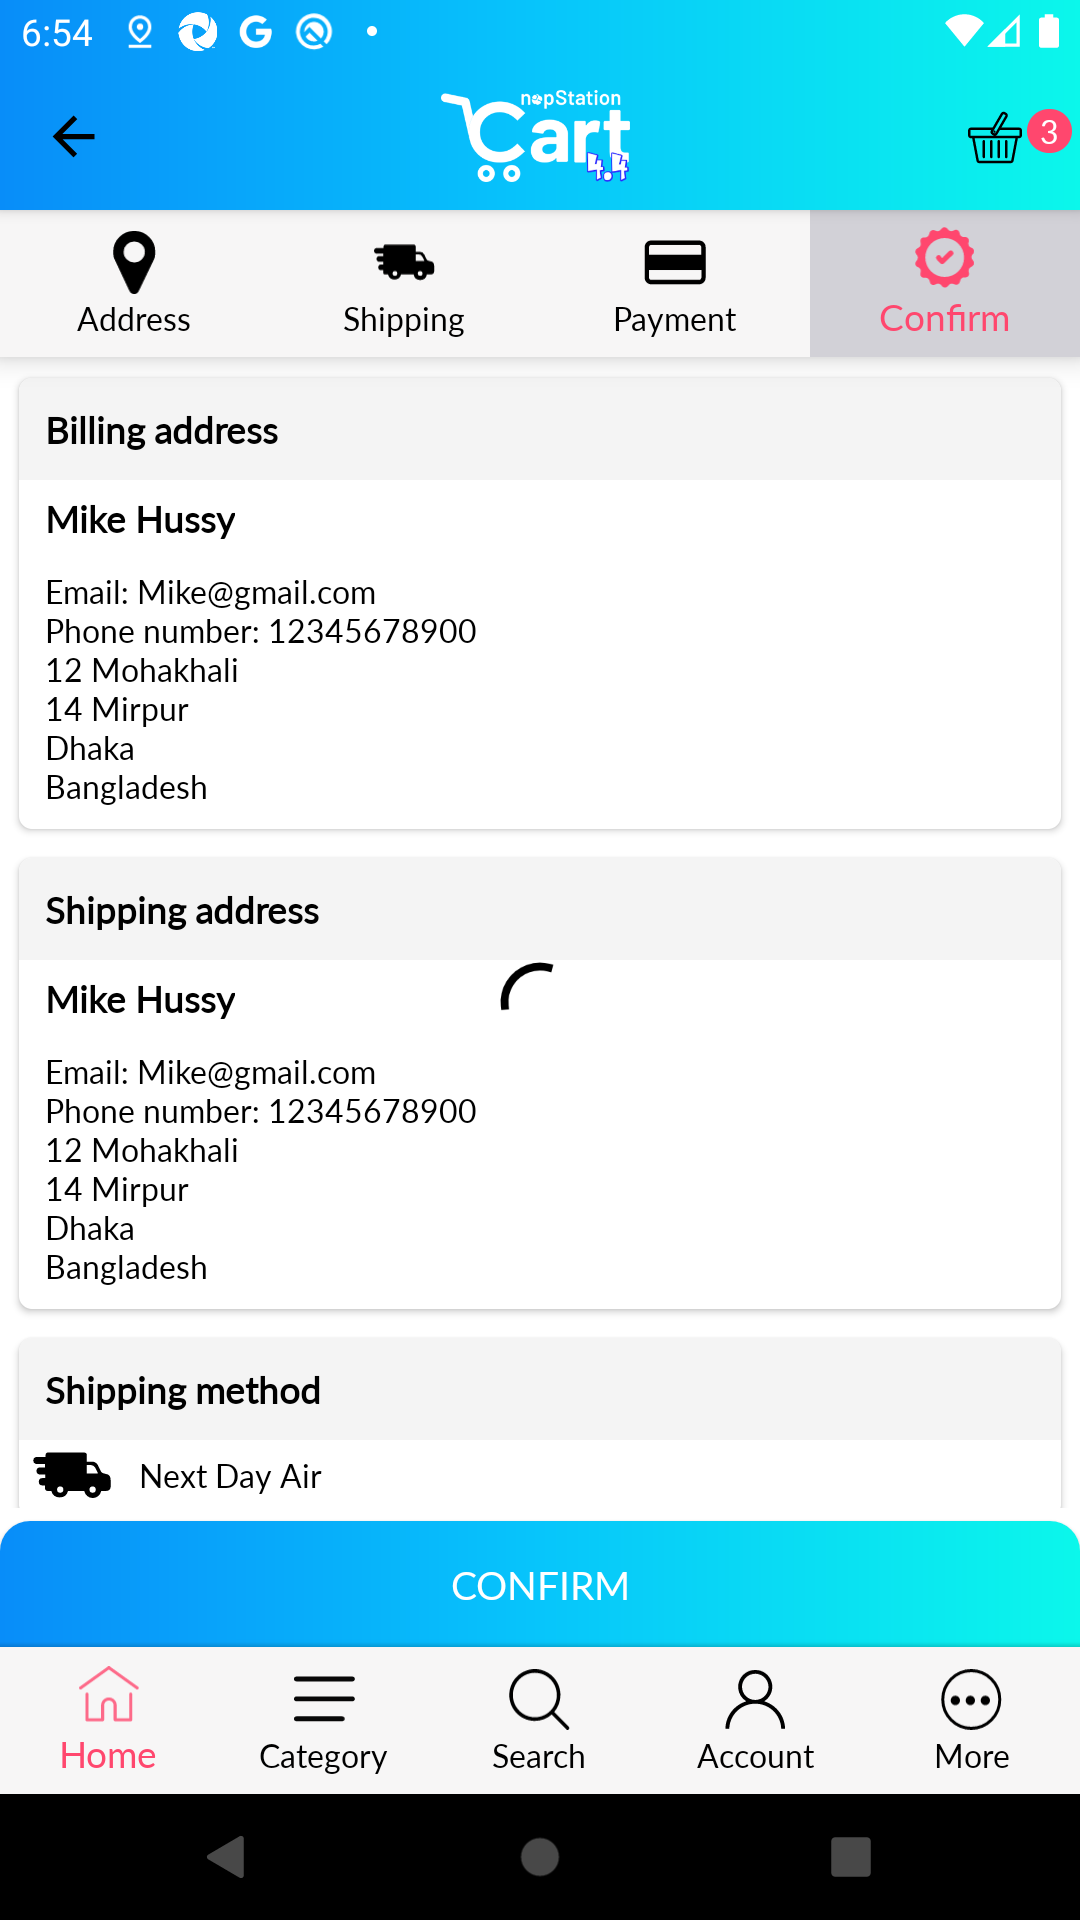 6:54
nopStation
Cart
4.4
3
Address
Shipping
Payment
Confirm
Billing address
Mike Hussy
Email: Mike@gmail.com
Phone number: 12345678900
12 Mohakhali
14 Mirpur
Dhaka
Bangladesh
Shipping address
Mike Hussy
Email: Mike@gmail.com
Phone number: 12345678900
12 Mohakhali
14 Mirpur
Dhaka
Bangladesh
Shipping method
Next Day Air
CONFIRM
Home
Category
Search
Account
More